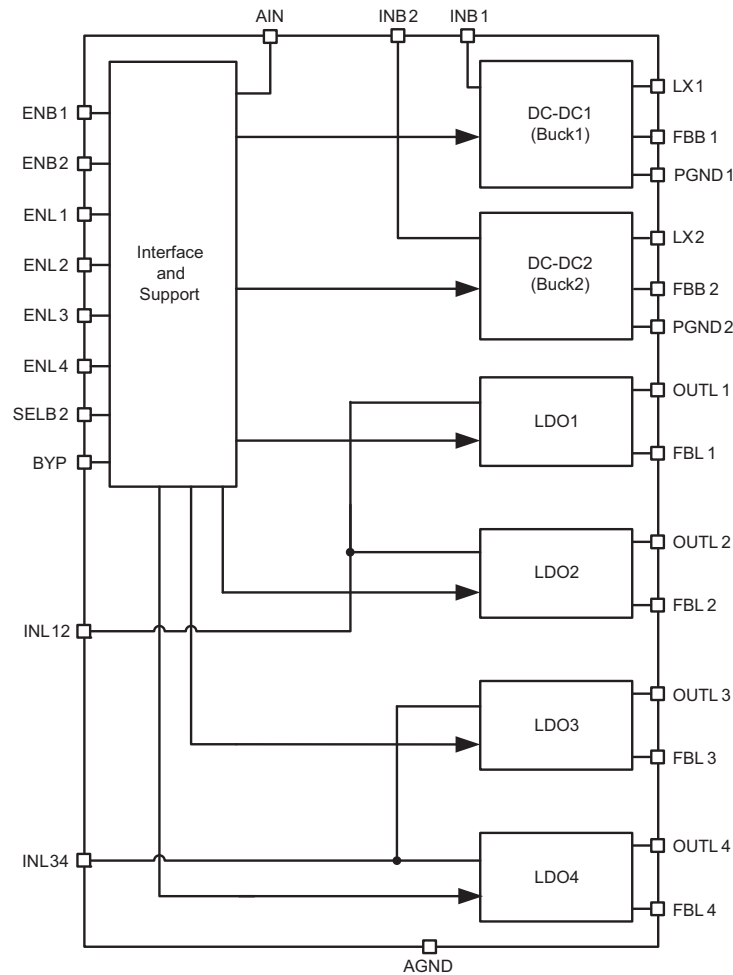 AIN
INB2
INB1
ENB1
ENB2
ENL1
ENL2
ENL3
ENL4
SELB2
BYP
INL12
INL34
Interface
and
Support
DC-DC1
(Buck1)
DC-DC2
(Buck2)
LDO1
LDO2
LDO3
LDO4
LX1
FBB1
PGND1
LX2
FBB2
PGND2
OUTL1
FBL1
OUTL2
FBL2
OUTL3
FBL3
OUTL4
FBL4
AGND